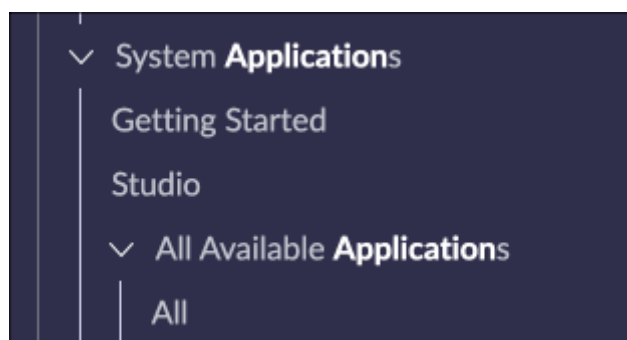 System Applications
Getting Started
Studio
All Available Applications
All